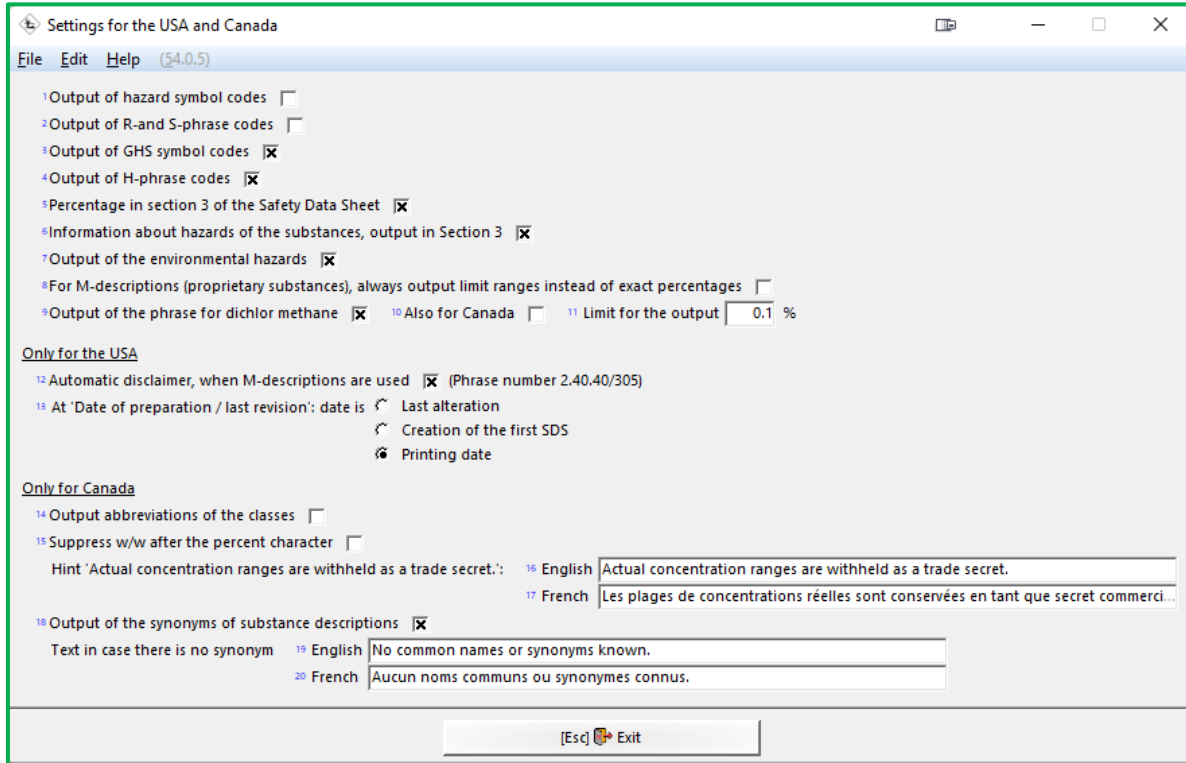 Settings for the USA and Canada
File Edit Help (54.0.5)
1 Output of hazard symbol codes
2 Output of R-and S-phrase codes
3 Output of GHS symbol codes
4 Output of H-phrase codes
5 Percentage in section 3 of the Safety Data Sheet
6 Information about hazards of the substances, output in Section 3
7 Output of the environmental hazards
8 For M-descriptions (proprietary substances), always output limit ranges instead of exact percentages
9 Output of the phrase for dichlor methane 10 Also for Canada 11 Limit for the output 0.1 %
Only for the USA
12 Automatic disclaimer, when M-descriptions are used (Phrase number 2.40.40/305)
13 At 'Date of preparation / last revision': date is Last alteration
Creation of the first SDS
Printing date
Only for Canada
14 Output abbreviations of the classes
15 Suppress w/w after the percent character
Hint 'Actual concentration ranges are withheld as a trade secret.': 16 English Actual concentration ranges are withheld as a trade secret.
17 French Les plages de concentrations réelles sont conservées en tant que secret commerci...
18 Output of the synonyms of substance descriptions
Text in case there is no synonym 19 English No common names or synonyms known.
20 French Aucun noms communs ou synonymes connus.
[Esc] Exit